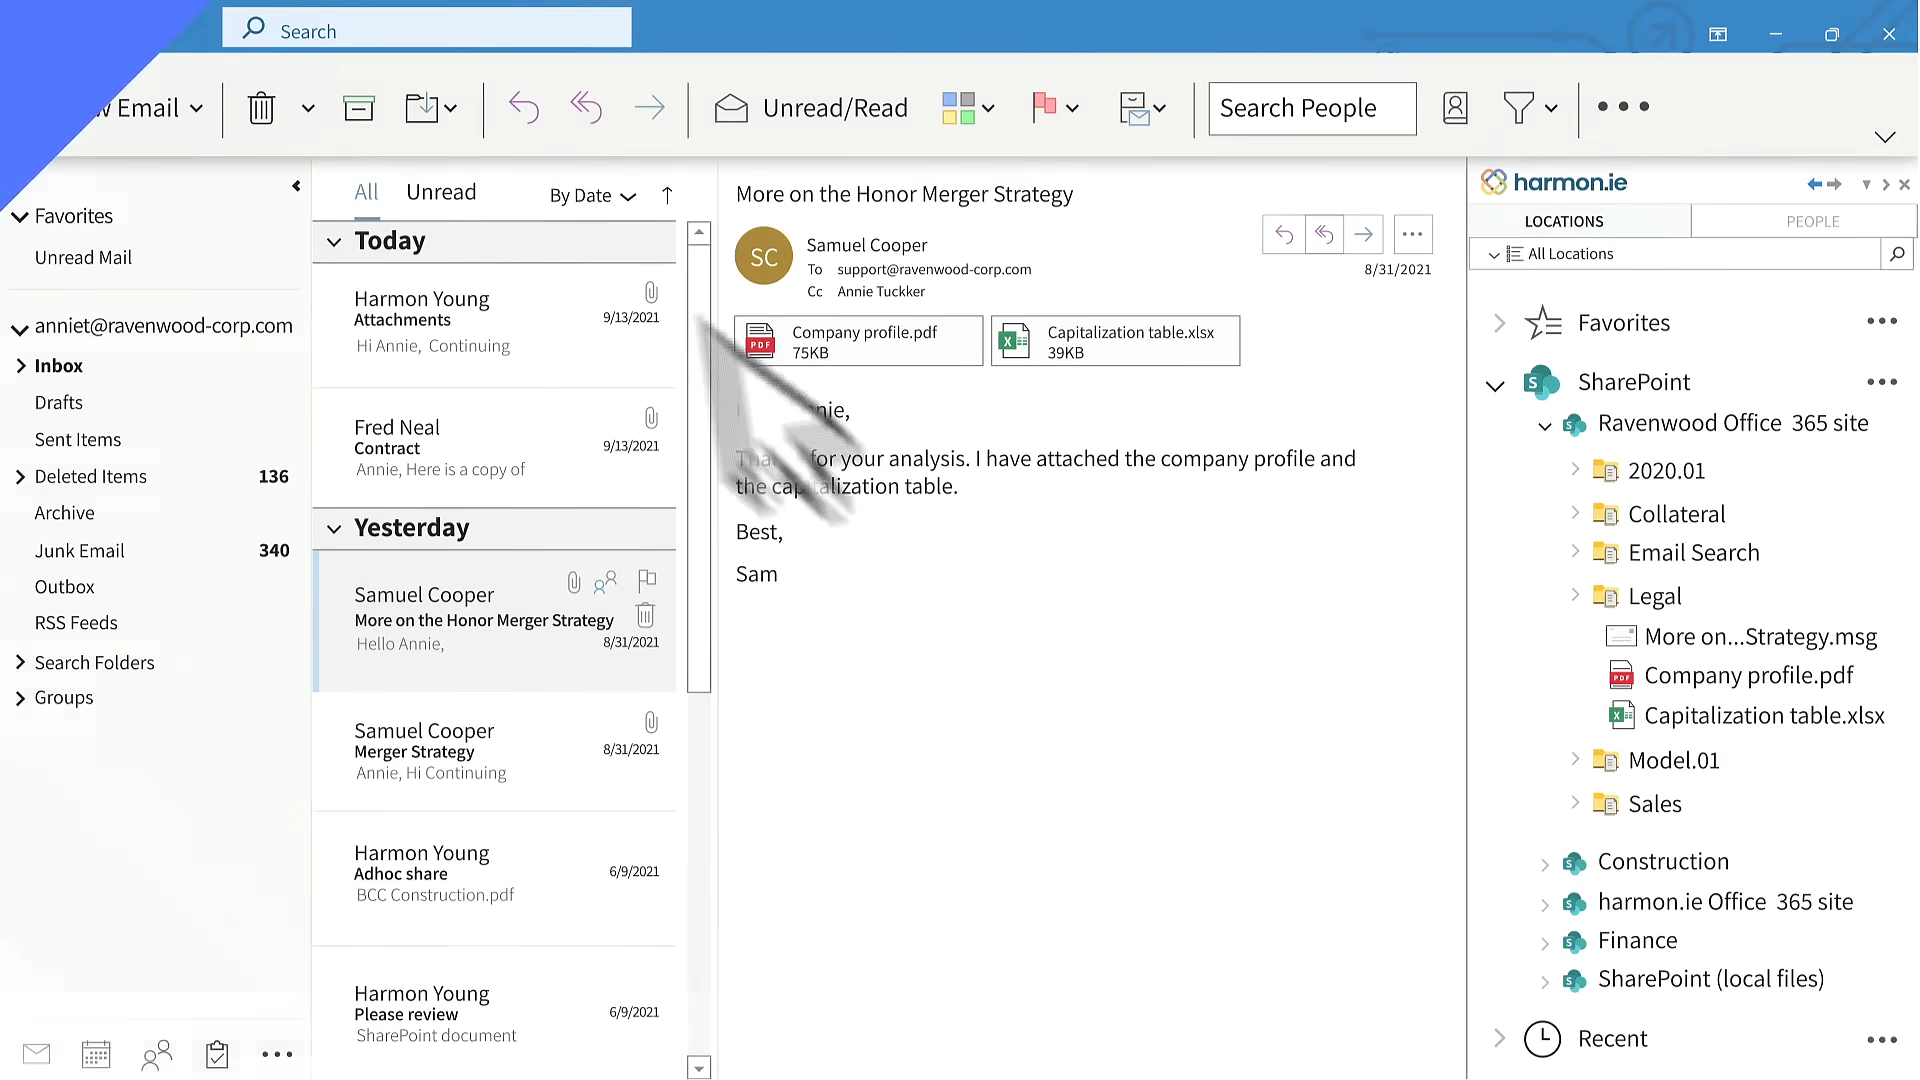 Search
w Email
Unread/Read
Search People
Favorites
Unread Mail
anniet@ravenwood-corp.com
Inbox
Drafts
Sent Items
Deleted Items 136
Archive
Junk Email 340
Outbox
RSS Feeds
Search Folders
Groups
All Unread By Date
Today
Harmon Young
Attachments 9/13/2021
Hi Annie, Continuing
Fred Neal
Contract 9/13/2021
Annie, Here is a copy of
Yesterday
Samuel Cooper
More on the Honor Merger Strategy
Hello Annie, 8/31/2021
Samuel Cooper
Merger Strategy 8/31/2021
Annie, Hi Continuing
Harmon Young
Adhoc share 6/9/2021
BCC Construction.pdf
Harmon Young
Please review 6/9/2021
SharePoint document
More on the Honor Merger Strategy
SC
Samuel Cooper
To support@ravenwood-corp.com
Cc Annie Tuckker
8/31/2021
PDF
Company profile.pdf
75KB
X
Capitalization table.xlsx
39KB
nie,
for your analysis. I have attached the company profile and
the capitalization table.
Best,
Sam
harmon.ie
LOCATIONS PEOPLE
All Locations
Favorites
S SharePoint
S Ravenwood Office 365 site
2020.01
Collateral
Email Search
Legal
More on...Strategy.msg
PDF Company profile.pdf
X Capitalization table.xlsx
Model.01
Sales
S Construction
S harmon.ie Office 365 site
S Finance
S SharePoint (local files)
Recent